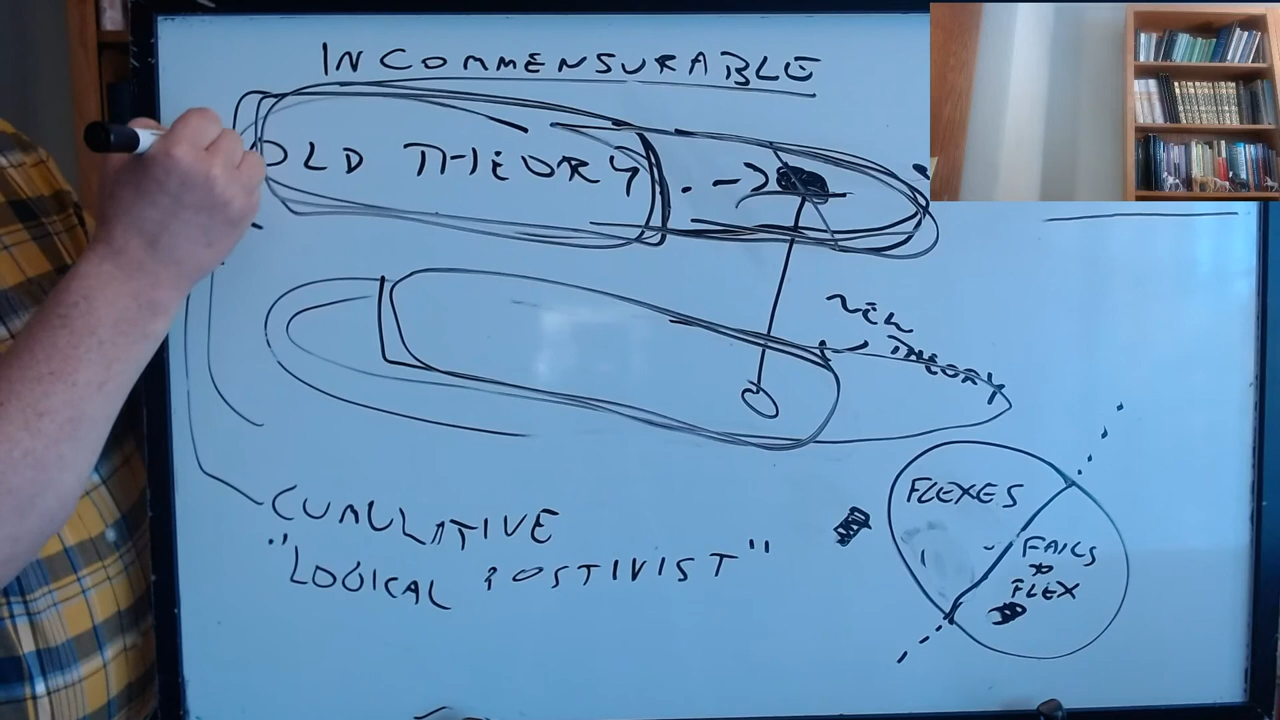 INCOMMENSURABLE
OLD THEORY
NEW
THEORY
CUMULATIVE
"LOGICAL POSTIVIST"
FLEXES
FAILS
TO
FLEX